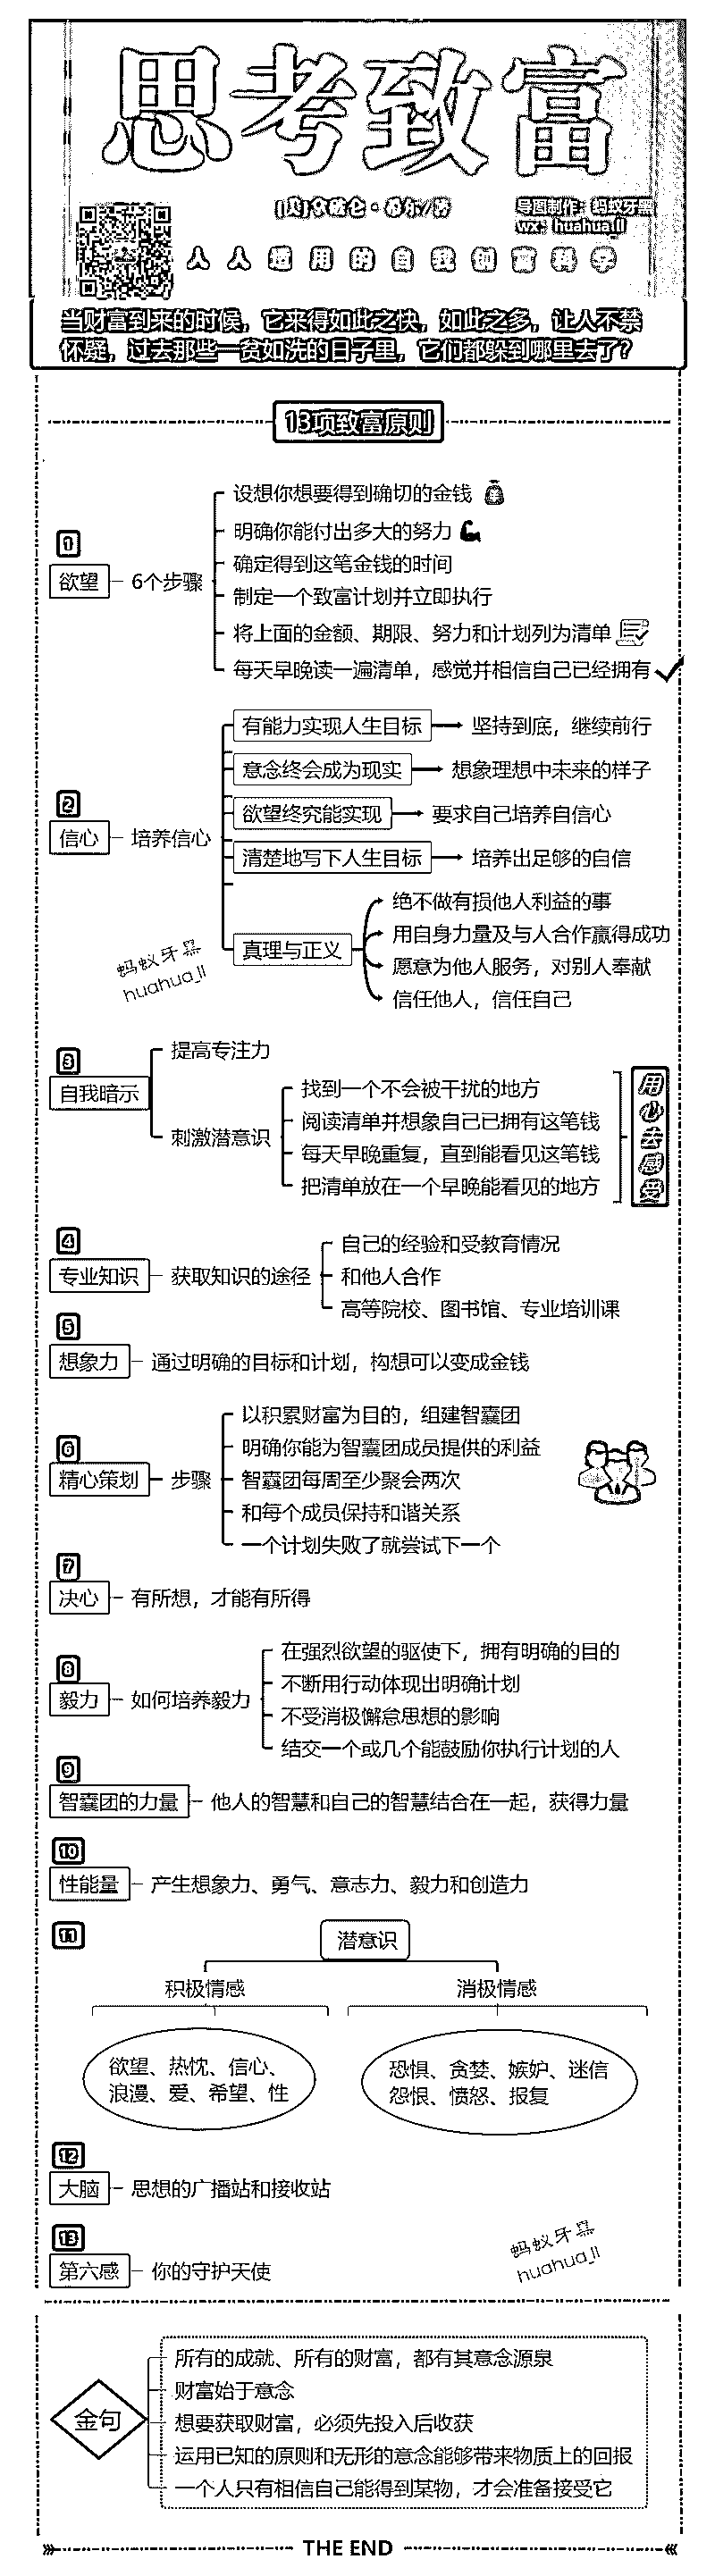 思考致富
[美]拿破仑·希尔/著
导图制作：蚂蚁牙黑
wx：huahua_ll
人人适用的自我创富科学
当财富到来的时候，它来得如此之快，如此之多，让人不禁
怀疑，过去那些一贫如洗的日子里，它们都躲到哪里去了？
13项致富原则
1
欲望
6个步骤
设想你想要得到确切的金钱
明确你能付出多大的努力
确定得到这笔金钱的时间
制定一个致富计划并立即执行
将上面的金额、期限、努力和计划列为清单
每天早晚读一遍清单，感觉并相信自己已经拥有
2
信心
培养信心
有能力实现人生目标
坚持到底，继续前行
意念终会成为现实
想象理想中未来的样子
欲望终究能实现
要求自己培养自信心
清楚地写下人生目标
培养出足够的自信
真理与正义
绝不做有损他人利益的事
用自身力量及与人合作赢得成功
愿意为他人服务，对别人奉献
信任他人，信任自己
蚂蚁牙黑
huahua_ll
3
自我暗示
提高专注力
刺激潜意识
找到一个不会被干扰的地方
阅读清单并想象自己已拥有这笔钱
每天早晚重复，直到能看见这笔钱
把清单放在一个早晚能看见的地方
用心去感受
4
专业知识
获取知识的途径
自己的经验和受教育情况
和他人合作
高等院校、图书馆、专业培训课
5
想象力
通过明确的目标和计划，构想可以变成金钱
6
精心策划
步骤
以积累财富为目的，组建智囊团
明确你能为智囊团成员提供的利益
智囊团每周至少聚会两次
和每个成员保持和谐关系
一个计划失败了就尝试下一个
7
决心
有所想，才能有所得
8
毅力
如何培养毅力
在强烈欲望的驱使下，拥有明确的目的
不断用行动体现出明确计划
不受消极懈怠思想的影响
结交一个或几个能鼓励你执行计划的人
9
智囊团的力量
他人的智慧和自己的智慧结合在一起，获得力量
10
性能量
产生想象力、勇气、意志力、毅力和创造力
11
潜意识
积极情感
消极情感
欲望、热忱、信心、
浪漫、爱、希望、性
恐惧、贪婪、嫉妒、迷信
怨恨、愤怒、报复
12
大脑
思想的广播站和接收站
13
第六感
你的守护天使
蚂蚁牙黑
huahua_ll
金句
所有的成就、所有的财富，都有其意念源泉
财富始于意念
想要获取财富，必须先投入后收获
运用已知的原则和无形的意念能够带来物质上的回报
一个人只有相信自己能得到某物，才会准备接受它
THE END